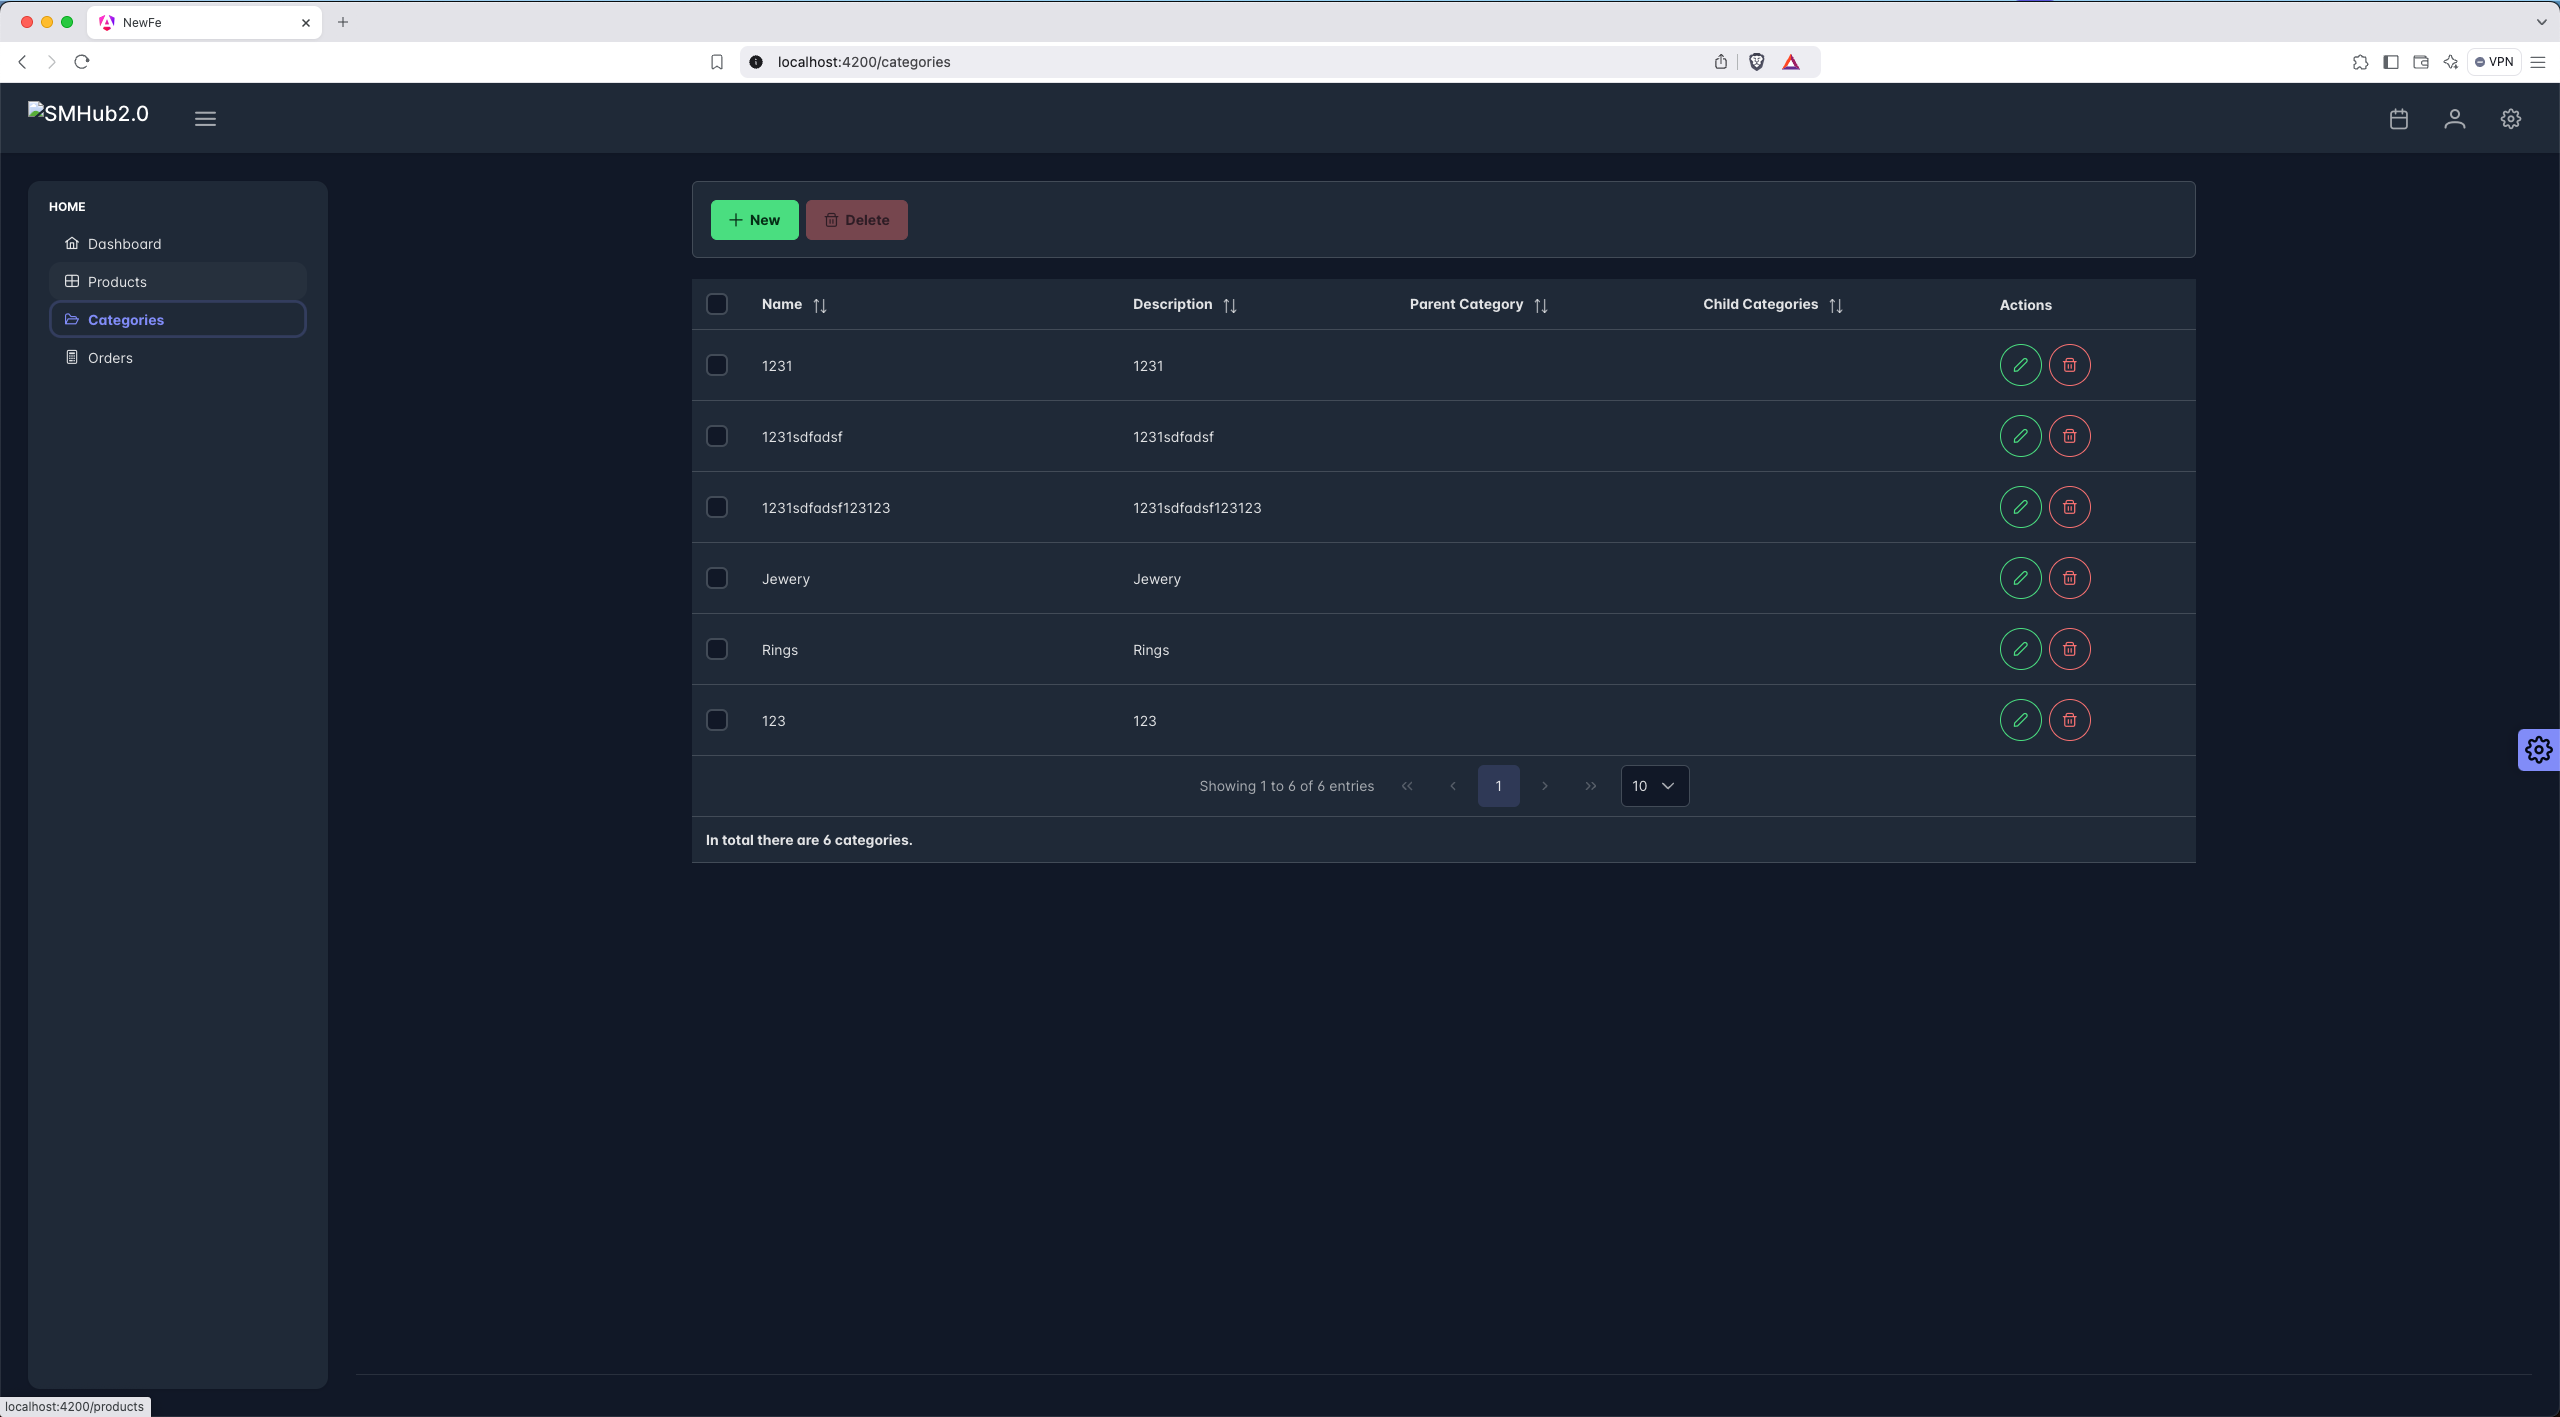 NewFe
localhost:4200/categories
VPN
SMHub2.0
HOME
Dashboard
Products
Categories
Orders
New
Delete
Name
Description
Parent Category
Child Categories
Actions
1231 1231
1231sdfadsf 1231sdfadsf
1231sdfadsf123123 1231sdfadsf123123
Jewery Jewery
Rings Rings
123 123
Showing 1 to 6 of 6 entries
1
10
In total there are 6 categories.
localhost:4200/products